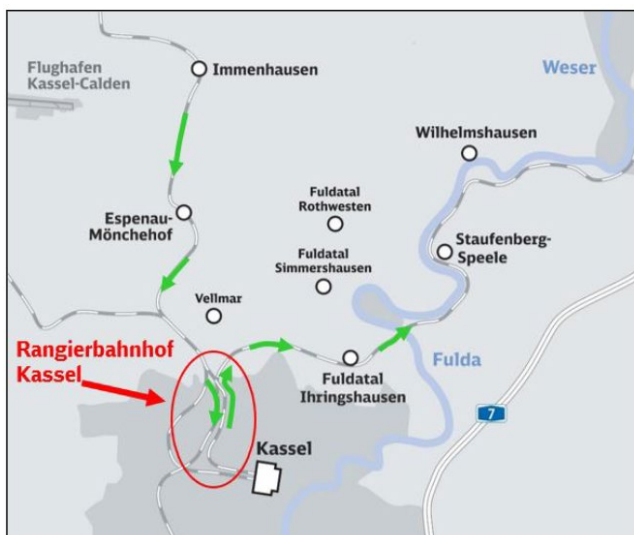 Immenhausen
Flughafen
Kassel-Calden
Weser
Wilhelmshausen
Fuldatal
Rothwesten
Espenau-
Mönchehof
Staufenberg-
Speele
Fuldatal
Simmershausen
Vellmar
Rangierbahnhof
Kassel
Fuldatal
Ihringshausen
Fulda
7
Kassel